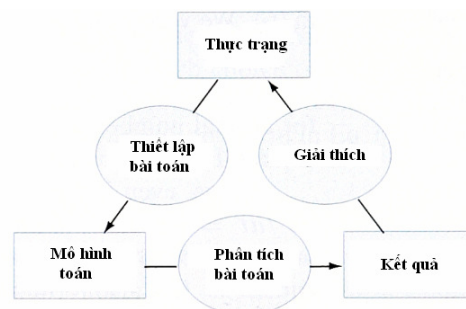 Thực trạng
Thiết lập
bài toán
Giải thích
Mô hình
toán
Phân tích
bài toán
Kết quả